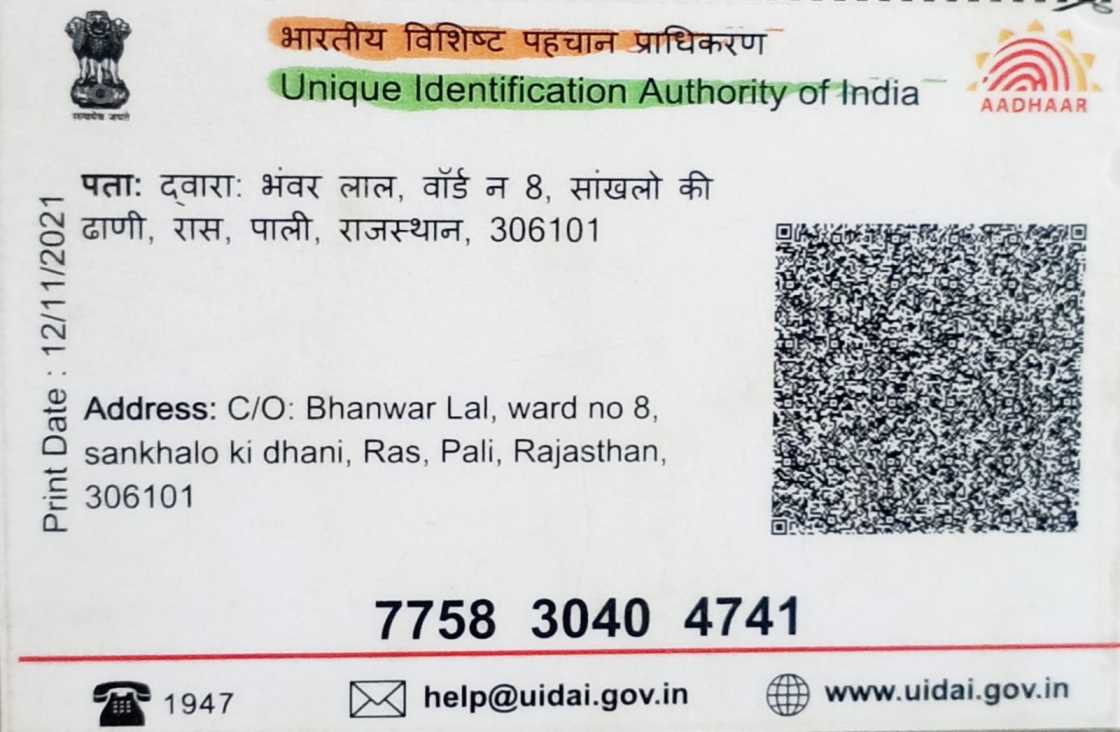 भारतीय विशिष्ट पहचान प्राधिकरण
Unique Identification Authority of India
AADHAAR
सत्यमेव जयते
पता: द्वारा: भंवर लाल, वॉर्ड न 8, सांखलो की
ढाणी, रास, पाली, राजस्थान, 306101
Print Date : 12/11/2021
Address: C/O: Bhanwar Lal, ward no 8,
sankhalo ki dhani, Ras, Pali, Rajasthan,
306101
7758 3040 4741
1947
help@uidai.gov.in
www.uidai.gov.in